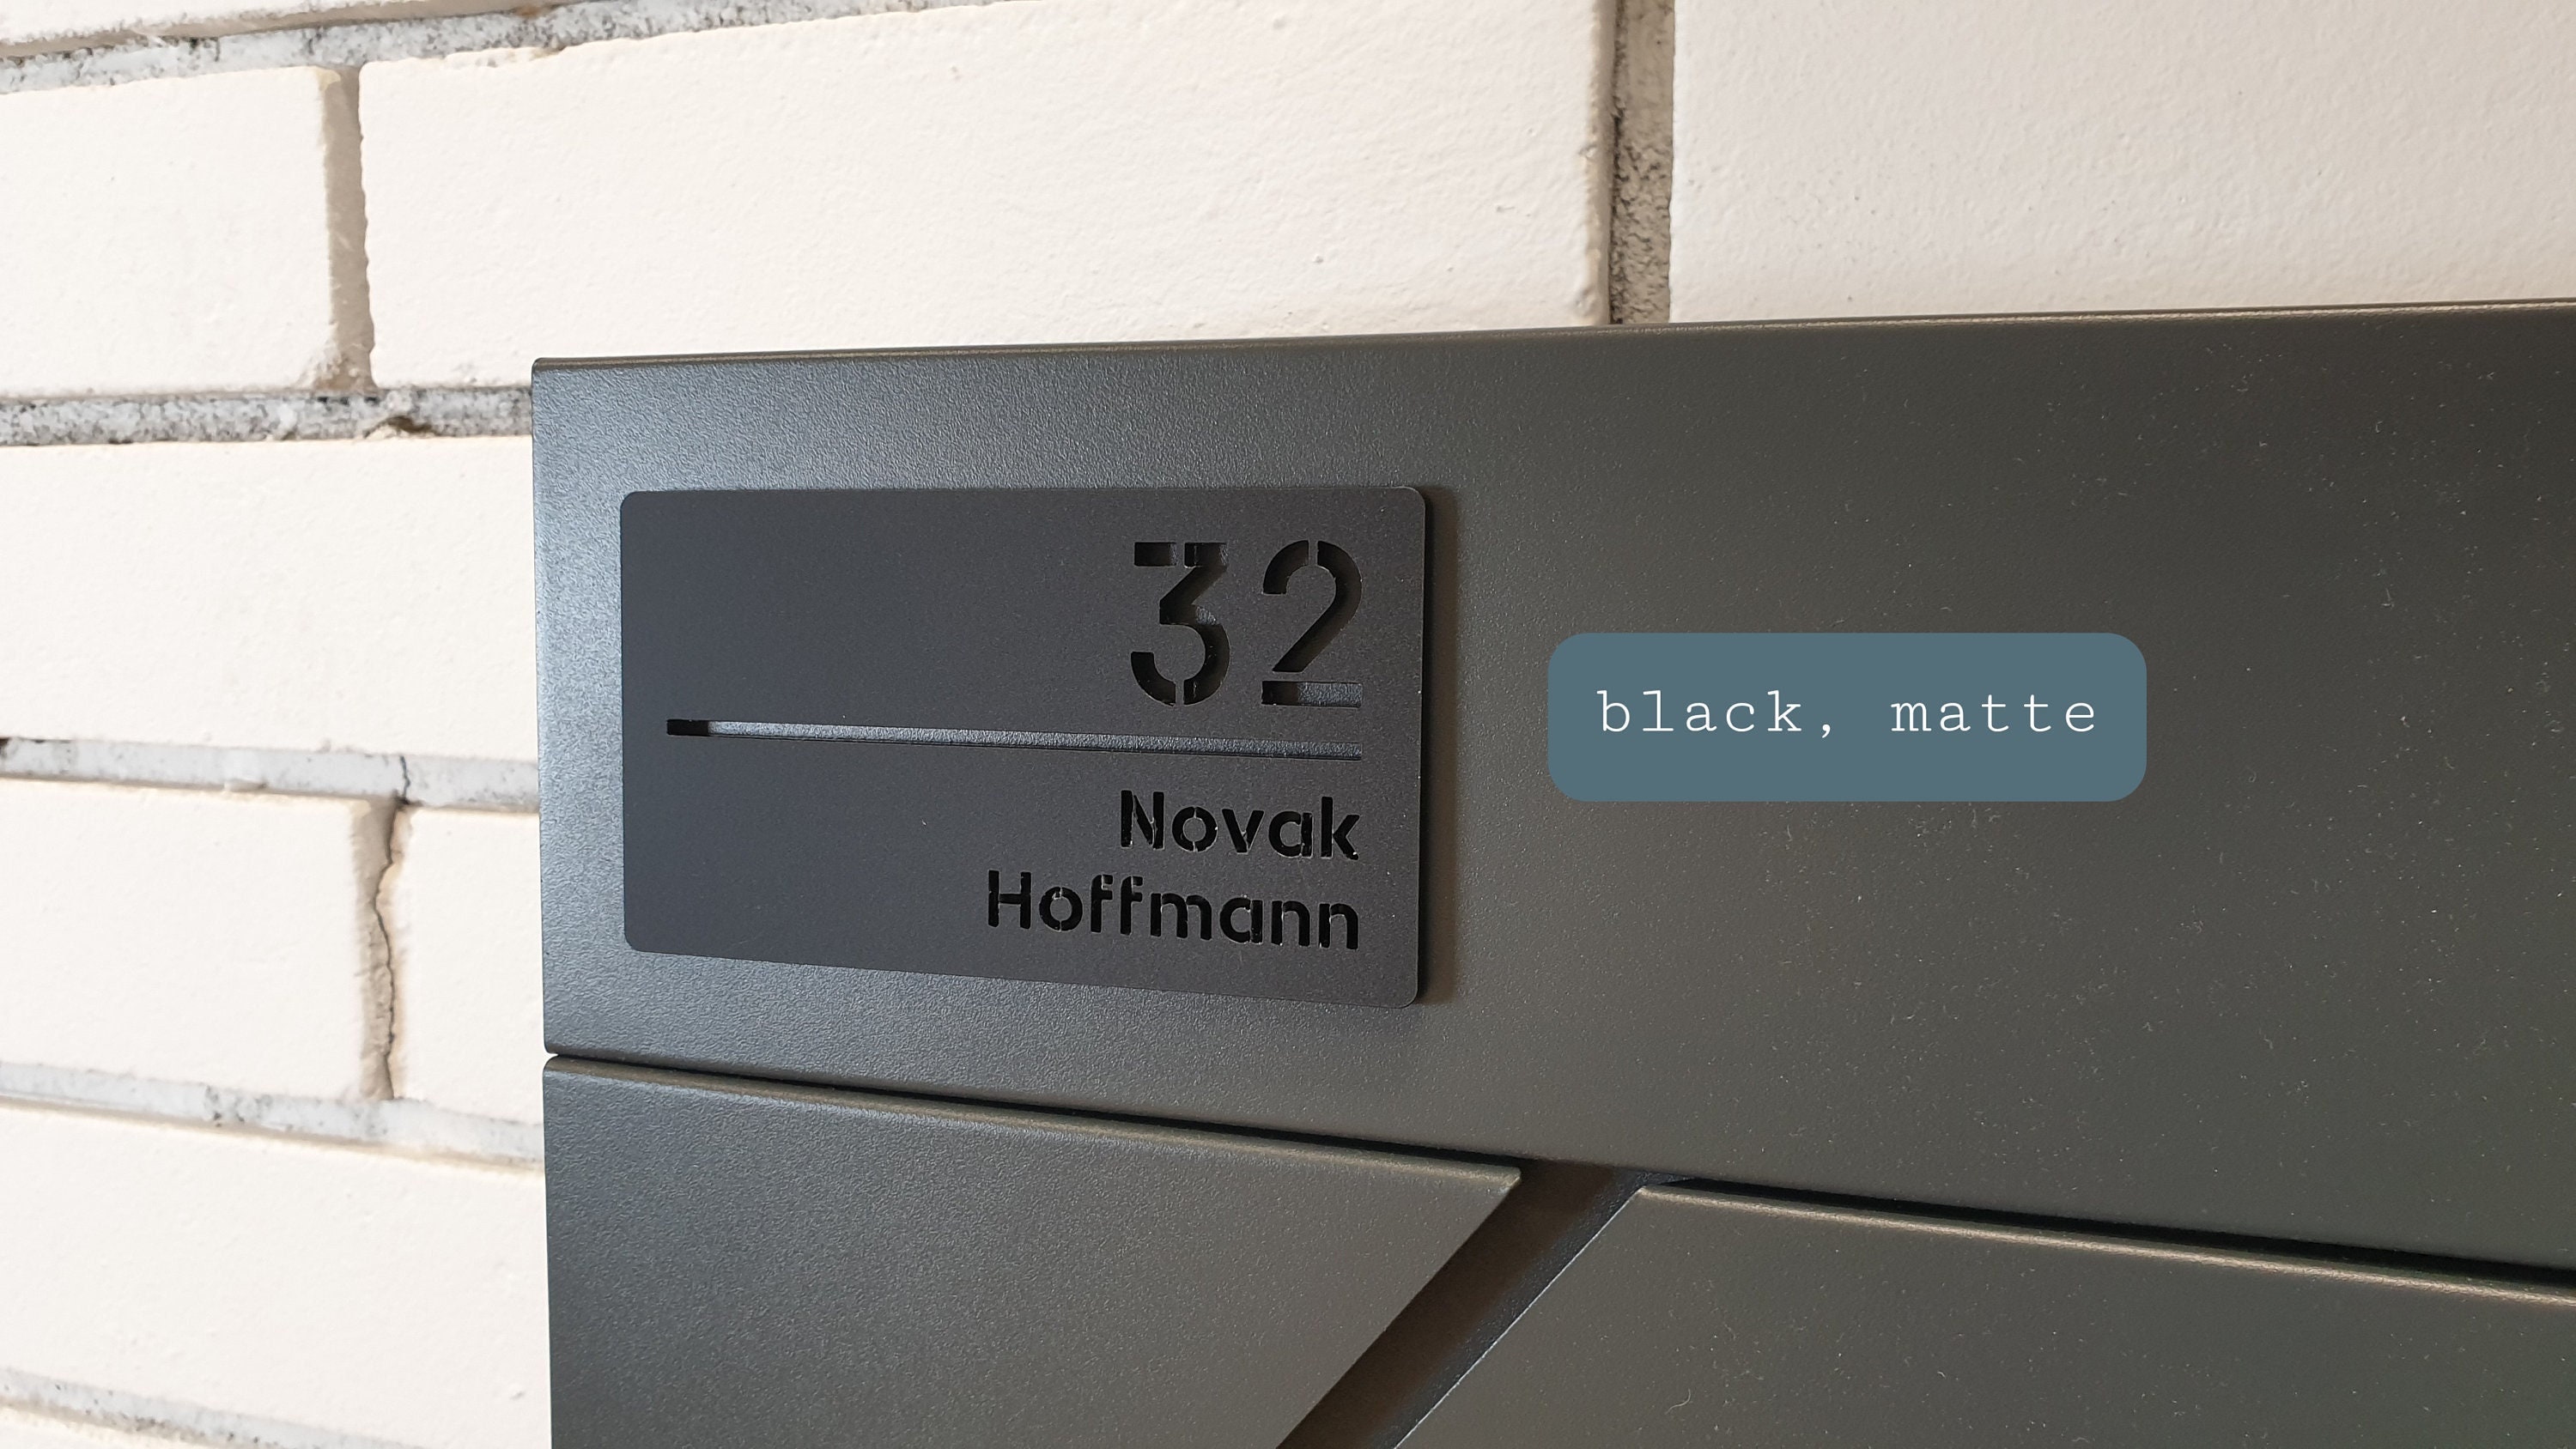 32
Novak
Hoffmann
black, matte